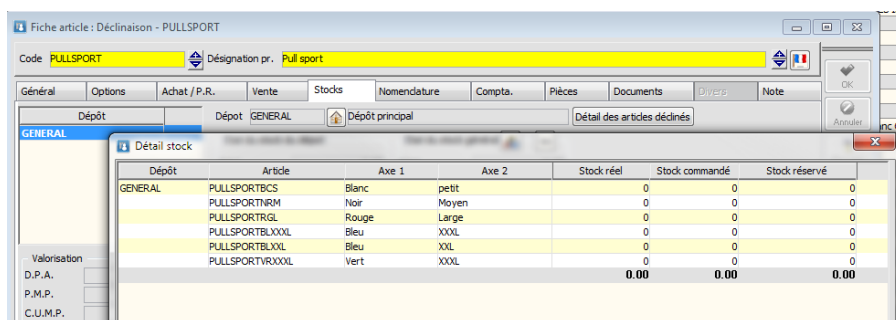 Fiche article : Déclinaison - PULLSPORT
Code PULLSPORT Désignation pr. Pull sport
Général Options Achat / P.R. Vente Stocks Nomenclature Compta. Pièces Documents Divers Note
OK
Dépôt Dépot GENERAL Dépôt principal Détail des articles déclinés
Annuler
GENERAL
Détail stock
Dépôt Article Axe 1 Axe 2 Stock réel Stock commandé Stock réservé
GENERAL PULLSPORTBCS Blanc petit 0 0 0
PULLSPORTNRM Noir Moyen 0 0 0
PULLSPORTRGL Rouge Large 0 0 0
PULLSPORTBLXXXL Bleu XXXL 0 0 0
PULLSPORTBLXXL Bleu XXL 0 0 0
PULLSPORTVRXXXL Vert XXXL 0 0 0
0.00 0.00 0.00
Valorisation
D.P.A.
P.M.P.
C.U.M.P.